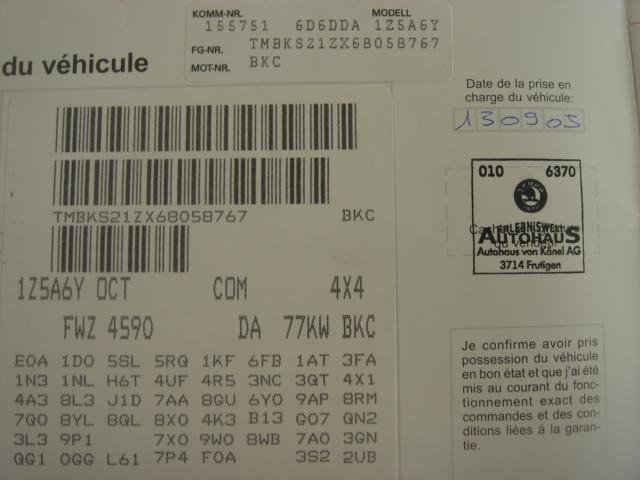 KOMM-NR. MODELL
155751 6D6DDA 1Z5A6Y
FG-NR. TMBKS21ZX68058767
MOT-NR. BKC
du véhicule
TMBKS21ZX68058767 BKC
1Z5A6Y OCT COM 4X4
FWZ 4590 DA 77KW BKC
E0A 1D0 5SL 5RQ 1KF 6FB 1AT 3FA
1N3 1NL H6T 4UF 4R5 3NC 3QT 4X1
4A3 8L3 J1D 7AA 8GU 6Y0 9AP 8RM
7Q0 8YL 8QL 8X0 4K3 B13 G07 QN2
3L3 9P1 7X0 9W0 8WB 7A0 3GN
QG1 0GG L61 7P4 F0A 3S2 2UB
Date de la prise en
charge du véhicule:
130905
010 6370
SKODA
ERLEBNISWELT
AUTOHAUS
du vendeur
Autohaus von Känel AG
3714 Frutigen
Je confirme avoir pris
possession du véhicule
en bon état et que j'ai été
mis au courant du fonc-
tionnement exact des
commandes et des con-
ditions liées à la garan-
tie.